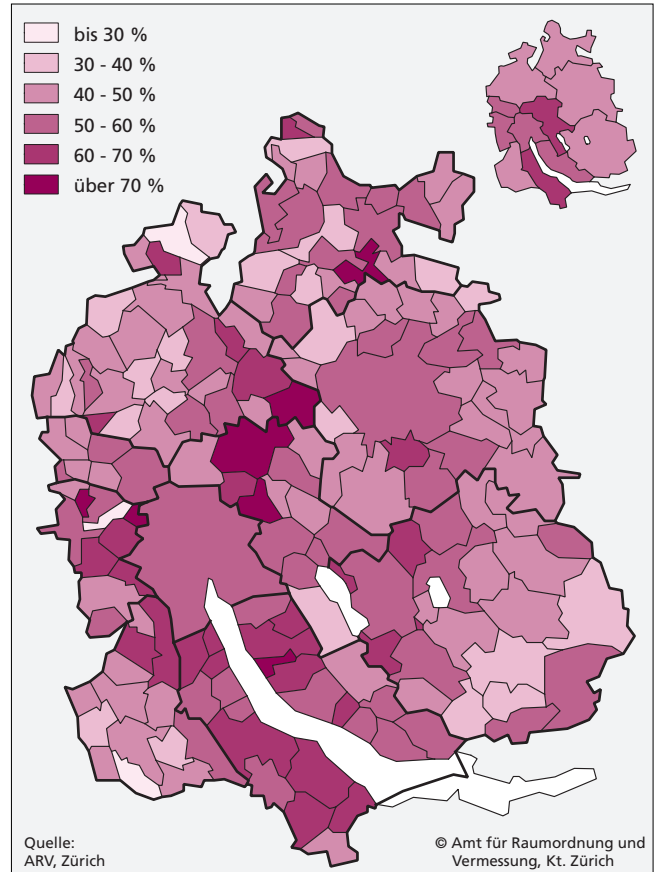 bis 30 %
30 - 40 %
40 - 50 %
50 - 60 %
60 - 70 %
über 70 %
Quelle:
ARV, Zürich
© Amt für Raumordnung und
Vermessung, Kt. Zürich